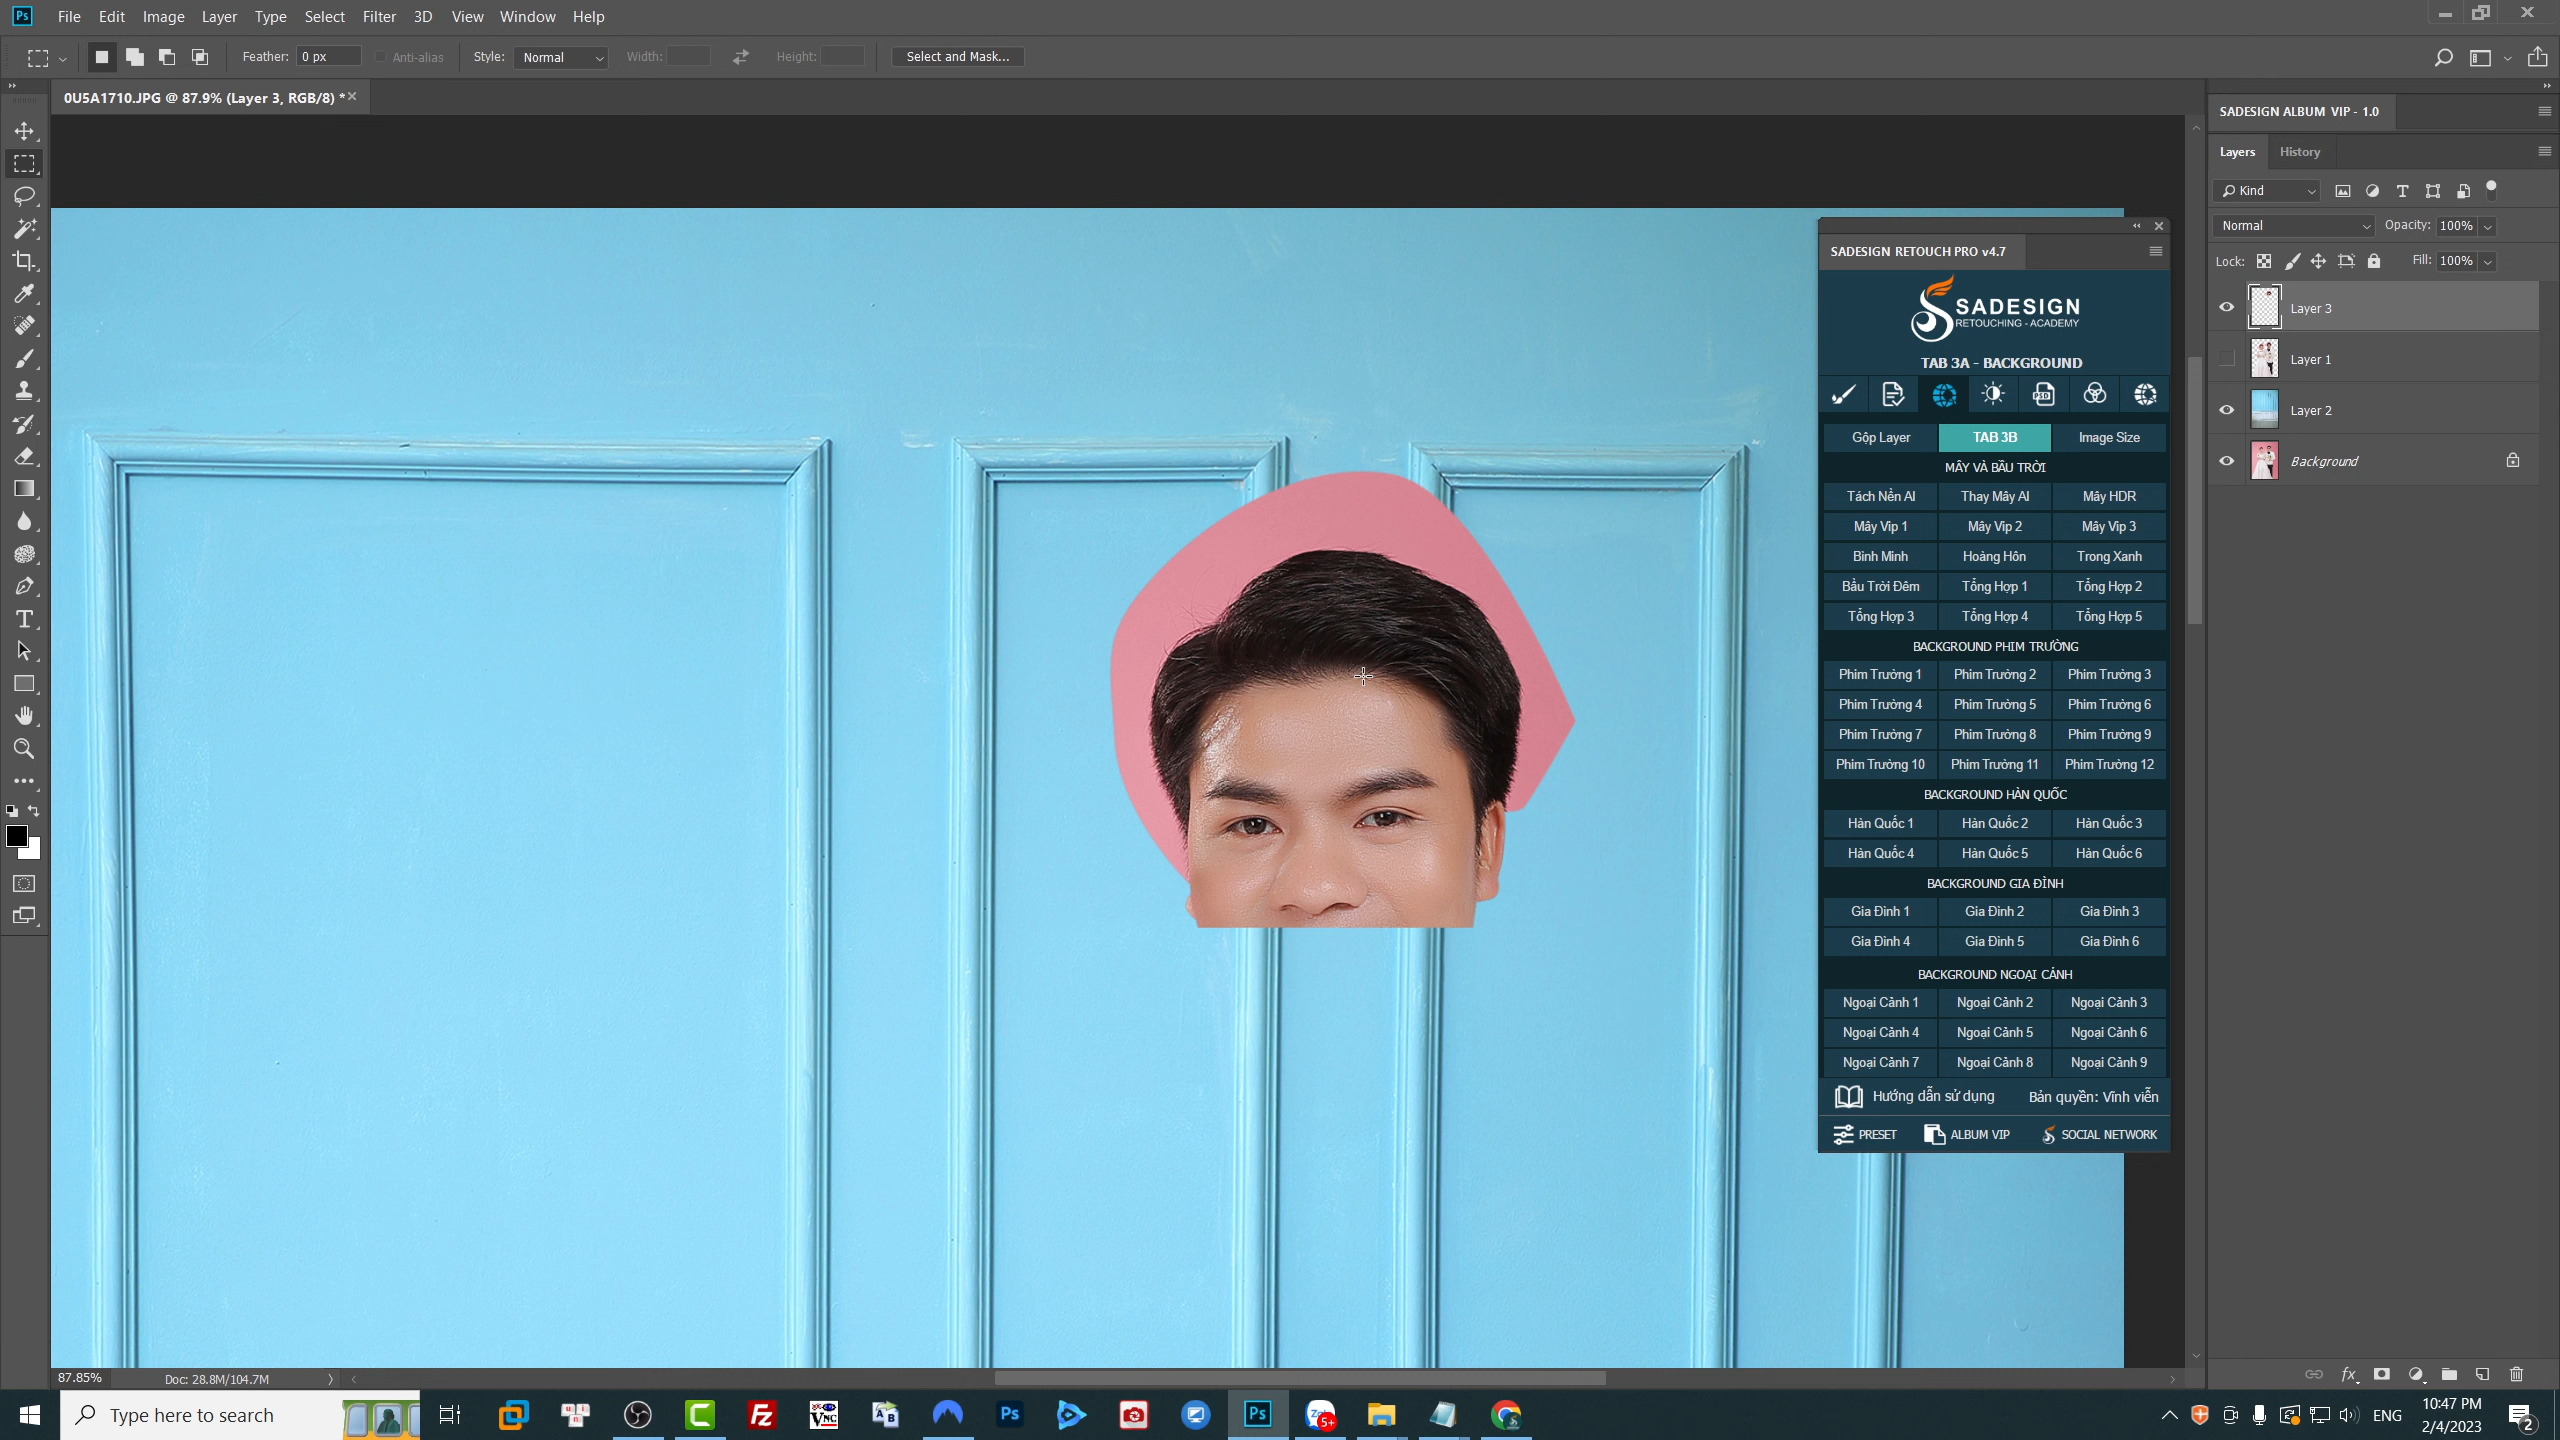 Ps File Edit Image Layer Type Select Filter 3D View Window Help
Feather: 0 px Anti-alias Style: Normal Width: Height: Select and Mask...
0U5A1710.JPG @ 87.9% (Layer 3, RGB/8) *
SADESIGN ALBUM VIP - 1.0
Layers History
Kind
Normal Opacity: 100%
Lock: Fill: 100%
Layer 3
Layer 1
Layer 2
Background
SADESIGN RETOUCH PRO v4.7
SADESIGN
RETOUCHING - ACADEMY
TAB 3A - BACKGROUND
Gộp Layer TAB 3B Image Size
MÂY VÀ BẦU TRỜI
Tách Nền AI Thay Mây AI Mây HDR
Mây Vip 1 Mây Vip 2 Mây Vip 3
Bình Minh Hoàng Hôn Trong Xanh
Bầu Trời Đêm Tổng Hợp 1 Tổng Hợp 2
Tổng Hợp 3 Tổng Hợp 4 Tổng Hợp 5
BACKGROUND PHIM TRƯỜNG
Phim Trường 1 Phim Trường 2 Phim Trường 3
Phim Trường 4 Phim Trường 5 Phim Trường 6
Phim Trường 7 Phim Trường 8 Phim Trường 9
Phim Trường 10 Phim Trường 11 Phim Trường 12
BACKGROUND HÀN QUỐC
Hàn Quốc 1 Hàn Quốc 2 Hàn Quốc 3
Hàn Quốc 4 Hàn Quốc 5 Hàn Quốc 6
BACKGROUND GIA ĐÌNH
Gia Đình 1 Gia Đình 2 Gia Đình 3
Gia Đình 4 Gia Đình 5 Gia Đình 6
BACKGROUND NGOẠI CẢNH
Ngoại Cảnh 1 Ngoại Cảnh 2 Ngoại Cảnh 3
Ngoại Cảnh 4 Ngoại Cảnh 5 Ngoại Cảnh 6
Ngoại Cảnh 7 Ngoại Cảnh 8 Ngoại Cảnh 9
Hướng dẫn sử dụng Bản quyền: Vĩnh viễn
PRESET ALBUM VIP SOCIAL NETWORK
87.85% Doc: 28.8M/104.7M
Type here to search
ENG
10:47 PM
2/4/2023
2